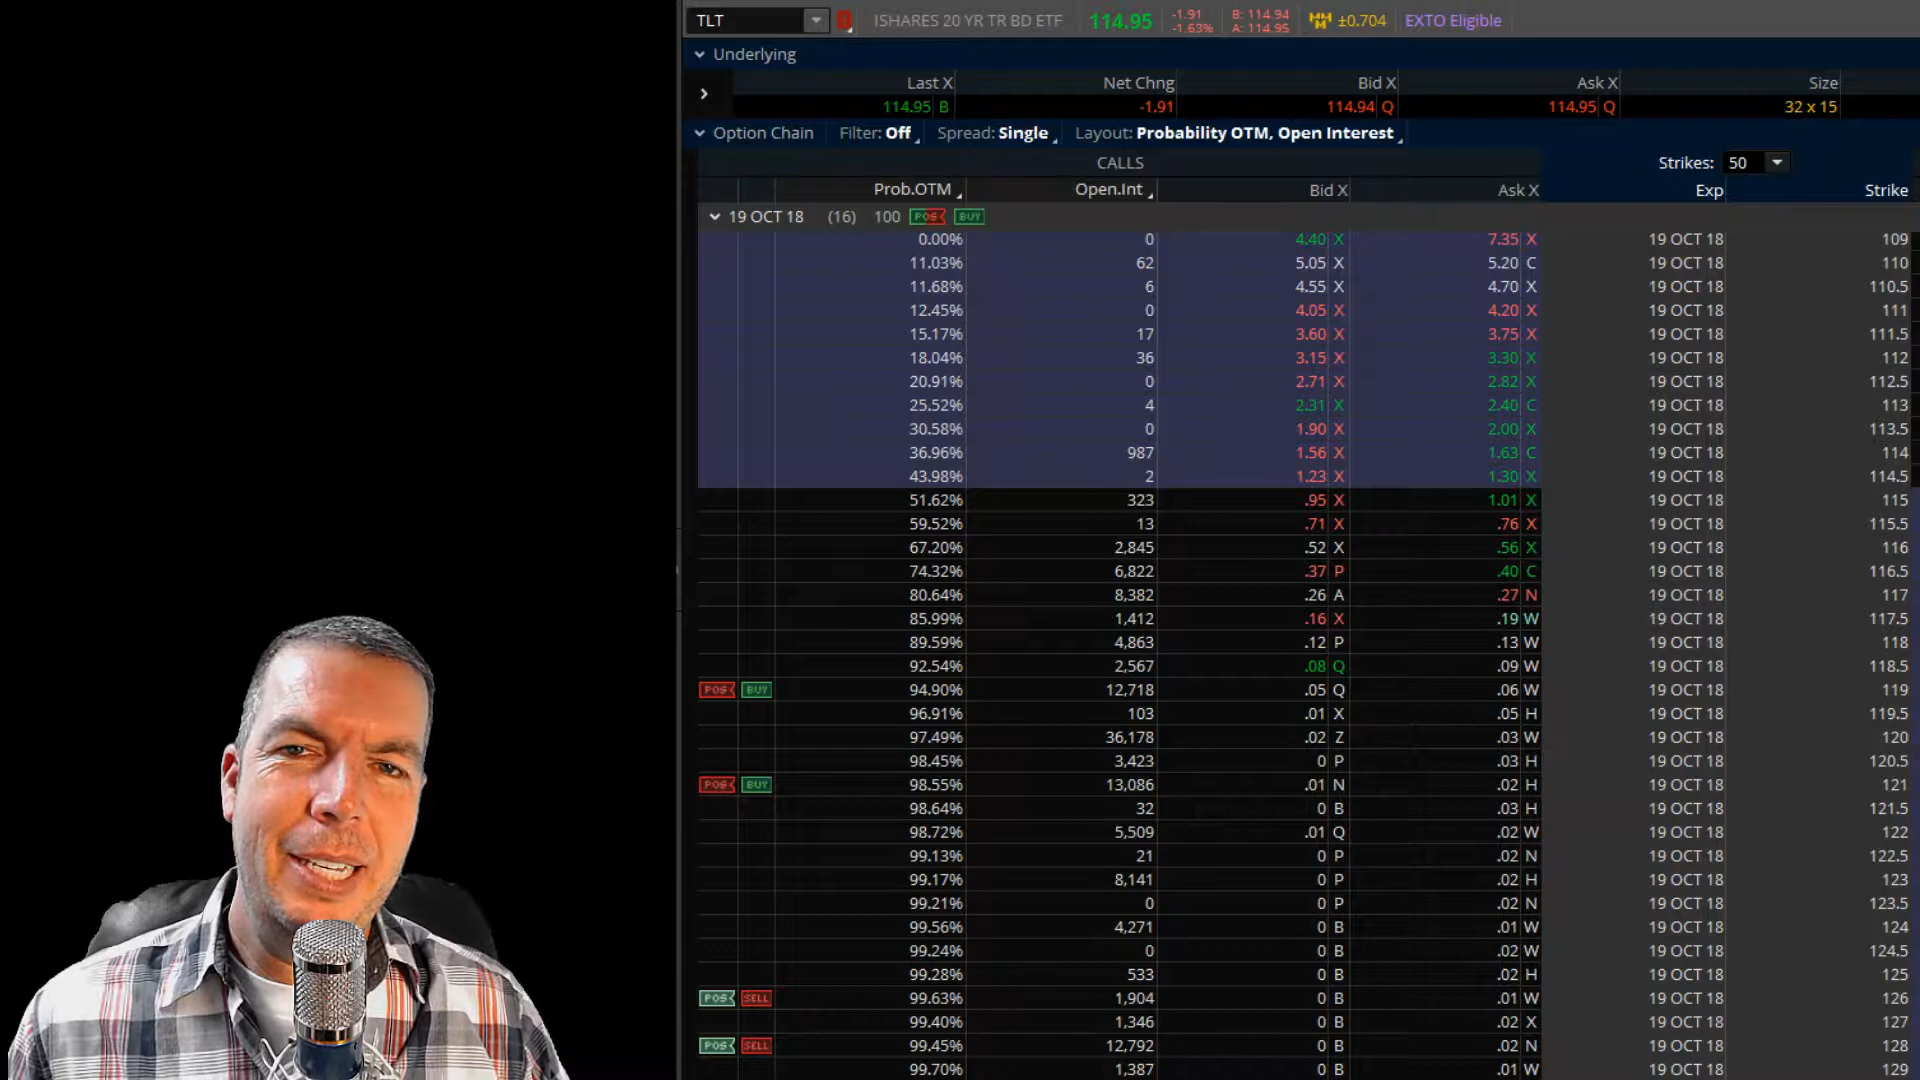 TLT ISHARES 20 YR TR BD ETF 114.95 -1.91 -1.63% B: 114.94 A: 114.95 ±0.704 EXTO Eligible
Underlying
Last X Net Chng Bid X Ask X Size
114.95 B -1.91 114.94 Q 114.95 Q 32 x 15
Option Chain Filter: Off Spread: Single Layout: Probability OTM, Open Interest
CALLS Strikes: 50
Prob.OTM Open.Int Bid X Ask X Exp Strike
19 OCT 18 (16) 100 POS BUY
0.00% 0 4.40 X 7.35 X 19 OCT 18 109
11.03% 62 5.05 X 5.20 C 19 OCT 18 110
11.68% 6 4.55 X 4.70 X 19 OCT 18 110.5
12.45% 0 4.05 X 4.20 X 19 OCT 18 111
15.17% 17 3.60 X 3.75 X 19 OCT 18 111.5
18.04% 36 3.15 X 3.30 X 19 OCT 18 112
20.91% 0 2.71 X 2.82 X 19 OCT 18 112.5
25.52% 4 2.31 X 2.40 C 19 OCT 18 113
30.58% 0 1.90 X 2.00 X 19 OCT 18 113.5
36.96% 987 1.56 X 1.63 C 19 OCT 18 114
43.98% 2 1.23 X 1.30 X 19 OCT 18 114.5
51.62% 323 .95 X 1.01 X 19 OCT 18 115
59.52% 13 .71 X .76 X 19 OCT 18 115.5
67.20% 2,845 .52 X .56 X 19 OCT 18 116
74.32% 6,822 .37 P .40 C 19 OCT 18 116.5
80.64% 8,382 .26 A .27 N 19 OCT 18 117
85.99% 1,412 .16 X .19 W 19 OCT 18 117.5
89.59% 4,863 .12 P .13 W 19 OCT 18 118
92.54% 2,567 .08 Q .09 W 19 OCT 18 118.5
POS BUY 94.90% 12,718 .05 Q .06 W 19 OCT 18 119
96.91% 103 .01 X .05 H 19 OCT 18 119.5
97.49% 36,178 .02 Z .03 W 19 OCT 18 120
98.45% 3,423 0 P .03 H 19 OCT 18 120.5
POS BUY 98.55% 13,086 .01 N .02 H 19 OCT 18 121
98.64% 32 0 B .03 H 19 OCT 18 121.5
98.72% 5,509 .01 Q .02 W 19 OCT 18 122
99.13% 21 0 P .02 N 19 OCT 18 122.5
99.17% 8,141 0 P .02 H 19 OCT 18 123
99.21% 0 0 P .02 N 19 OCT 18 123.5
99.56% 4,271 0 B .01 W 19 OCT 18 124
99.24% 0 0 B .02 W 19 OCT 18 124.5
99.28% 533 0 B .02 H 19 OCT 18 125
POS SELL 99.63% 1,904 0 B .01 W 19 OCT 18 126
99.40% 1,346 0 B .02 X 19 OCT 18 127
POS SELL 99.45% 12,792 0 B .02 N 19 OCT 18 128
99.70% 1,387 0 B .01 W 19 OCT 18 129